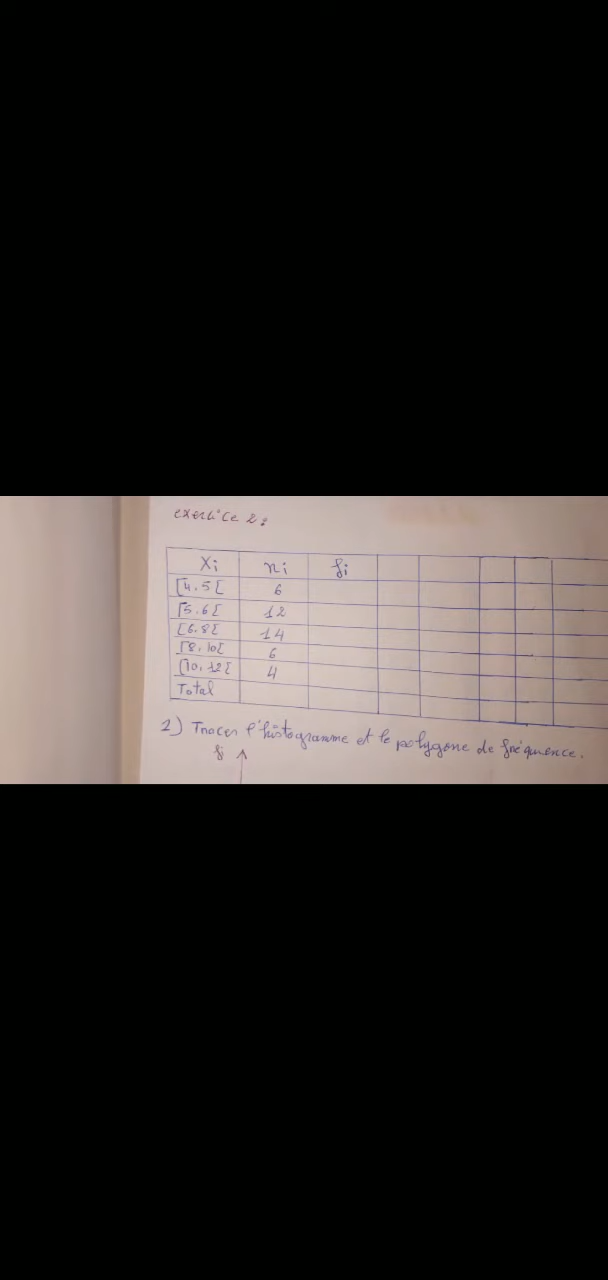 exercice 2:
Xi ni fi
[4.5[ 6
[5.6[ 12
[6.8[ 14
[8.10[ 6
[10.12[ 4
Total
2) Tracer l'histogramme et le polygone de fréquence.
fi